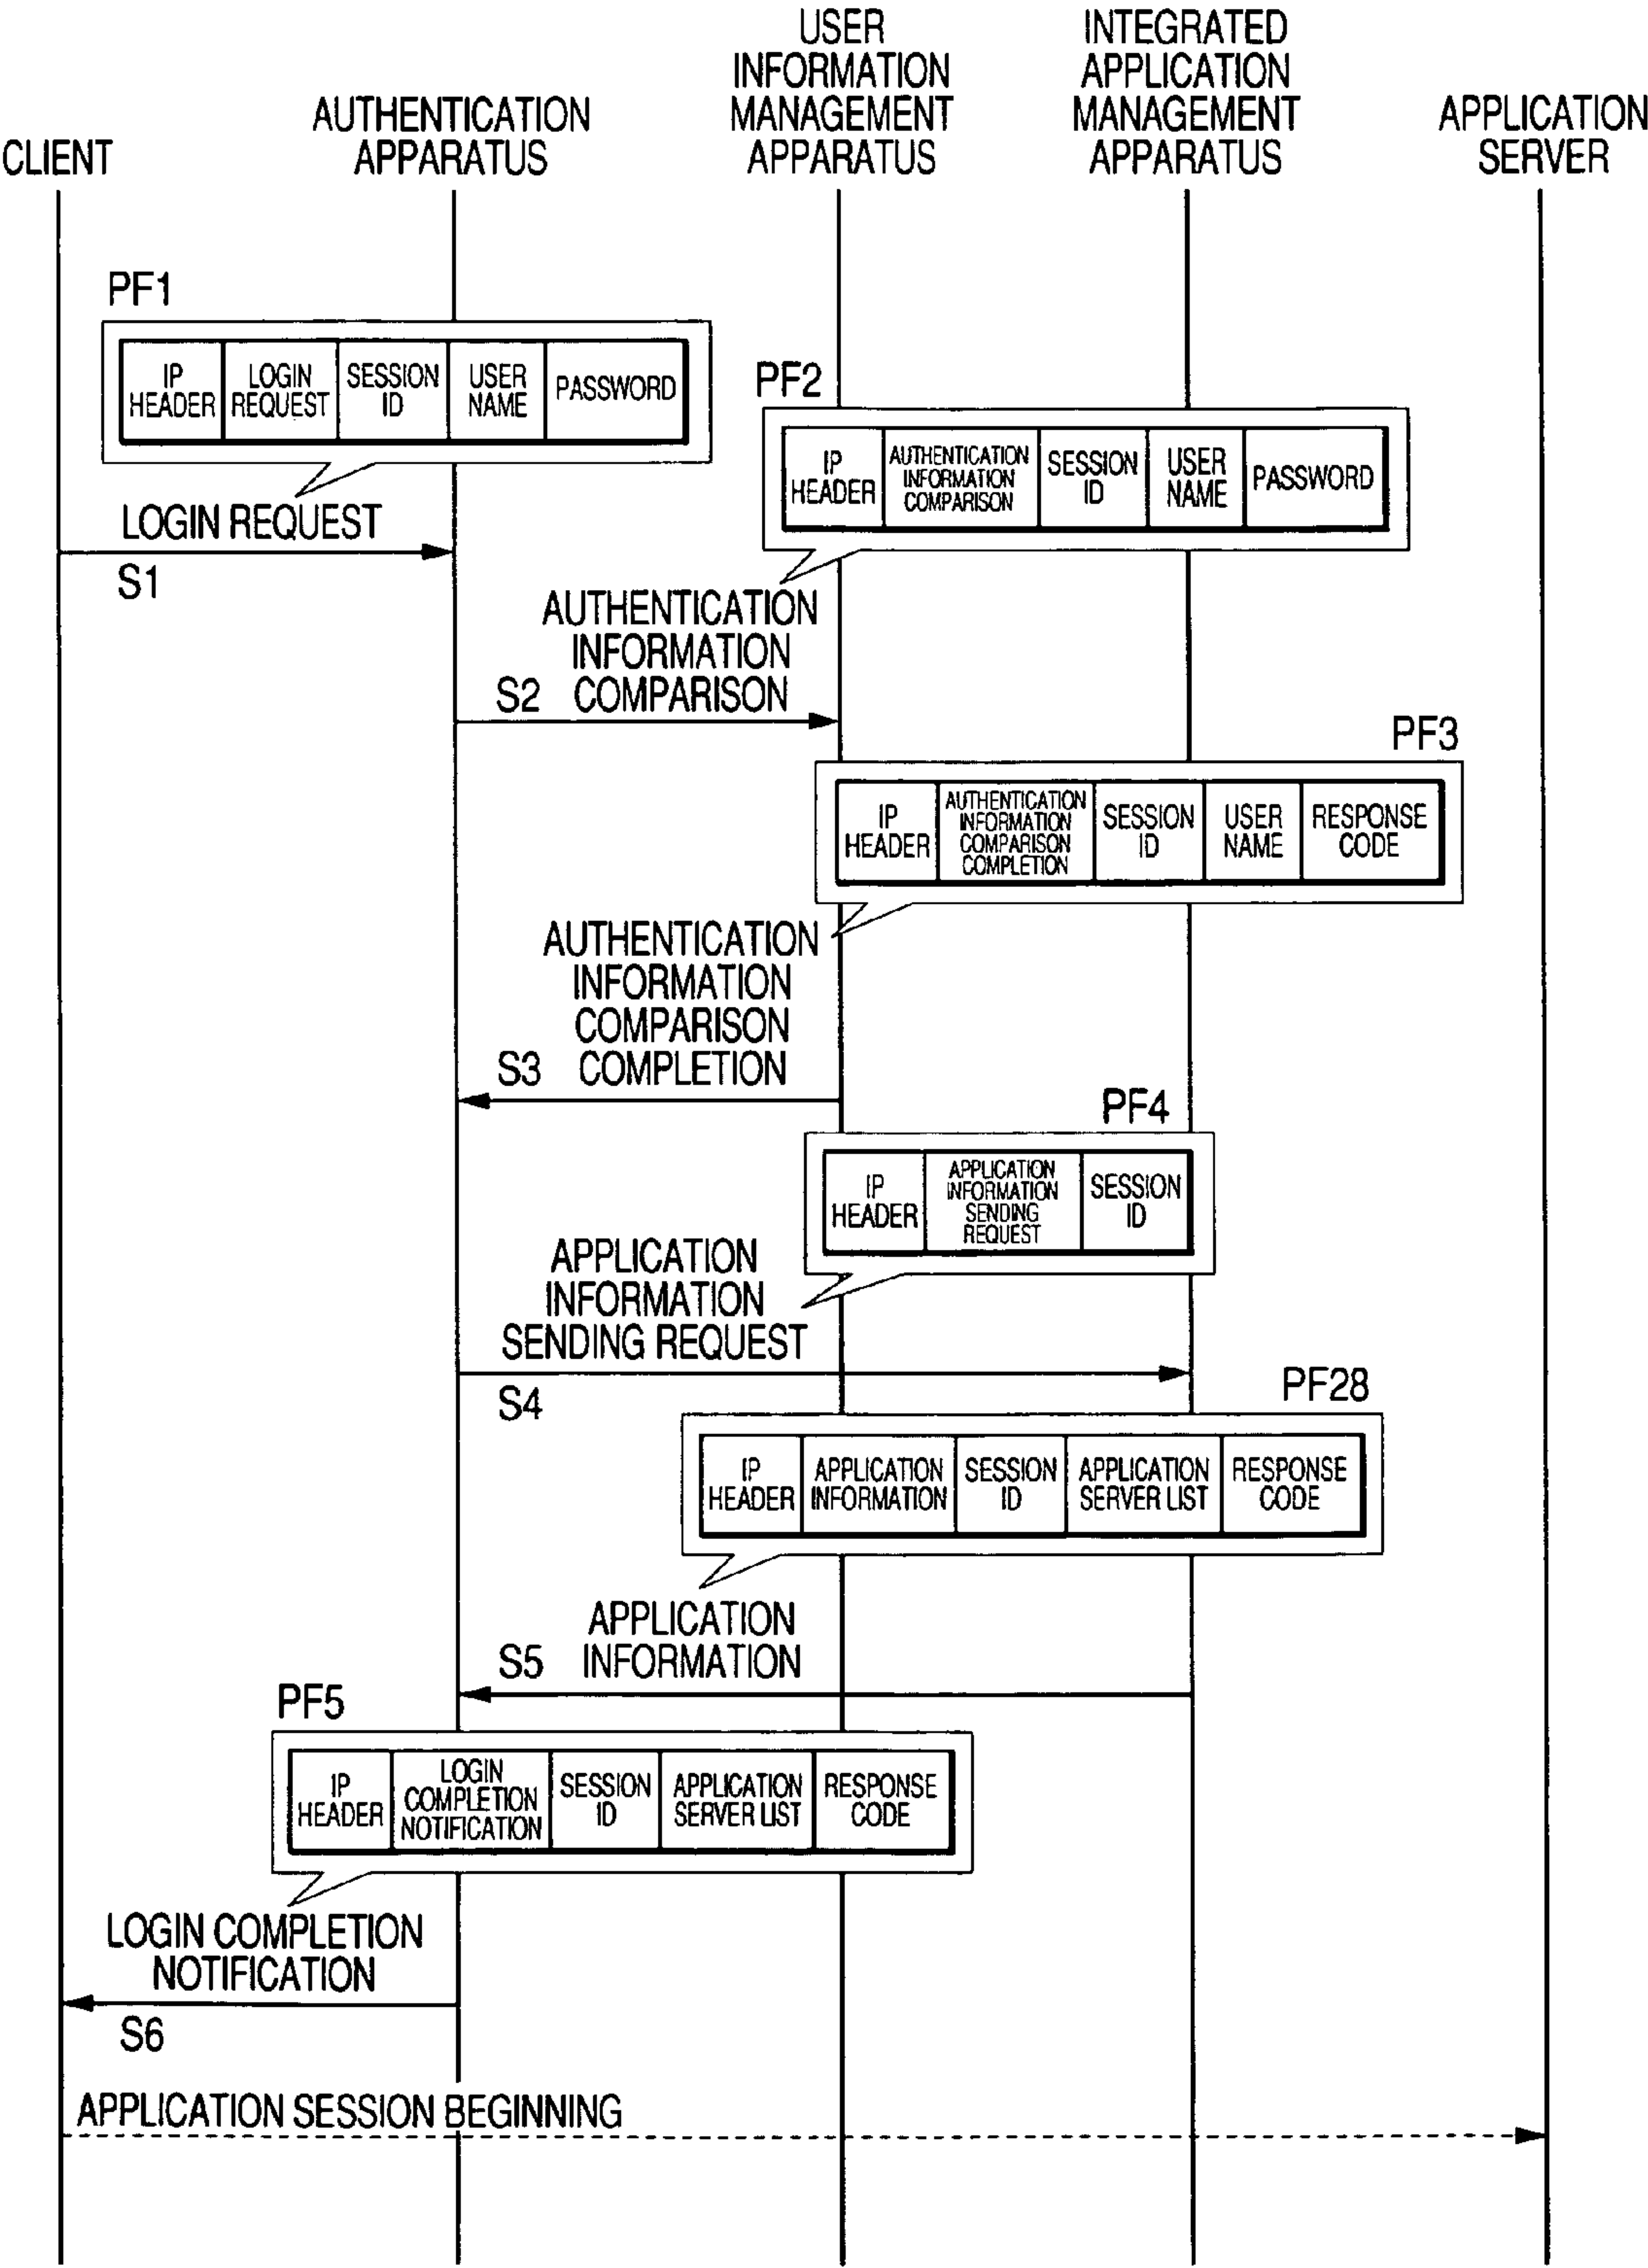 CLIENT
AUTHENTICATION
APPARATUS
USER
INFORMATION
MANAGEMENT
APPARATUS
INTEGRATED
APPLICATION
MANAGEMENT
APPARATUS
APPLICATION
SERVER
PF1
IP
HEADER
LOGIN
REQUEST
SESSION
ID
USER
NAME
PASSWORD
LOGIN REQUEST
S1
PF2
IP
HEADER
AUTHENTICATION
INFORMATION
COMPARISON
SESSION
ID
USER
NAME
PASSWORD
AUTHENTICATION
INFORMATION
S2 COMPARISON
PF3
IP
HEADER
AUTHENTICATION
INFORMATION
COMPARISON
COMPLETION
SESSION
ID
USER
NAME
RESPONSE
CODE
AUTHENTICATION
INFORMATION
COMPARISON
S3 COMPLETION
PF4
IP
HEADER
APPLICATION
INFORMATION
SENDING
REQUEST
SESSION
ID
APPLICATION
INFORMATION
SENDING REQUEST
S4
PF28
IP
HEADER
APPLICATION
INFORMATION
SESSION
ID
APPLICATION
SERVER LIST
RESPONSE
CODE
APPLICATION
S5 INFORMATION
PF5
IP
HEADER
LOGIN
COMPLETION
NOTIFICATION
SESSION
ID
APPLICATION
SERVER LIST
RESPONSE
CODE
LOGIN COMPLETION
NOTIFICATION
S6
APPLICATION SESSION BEGINNING